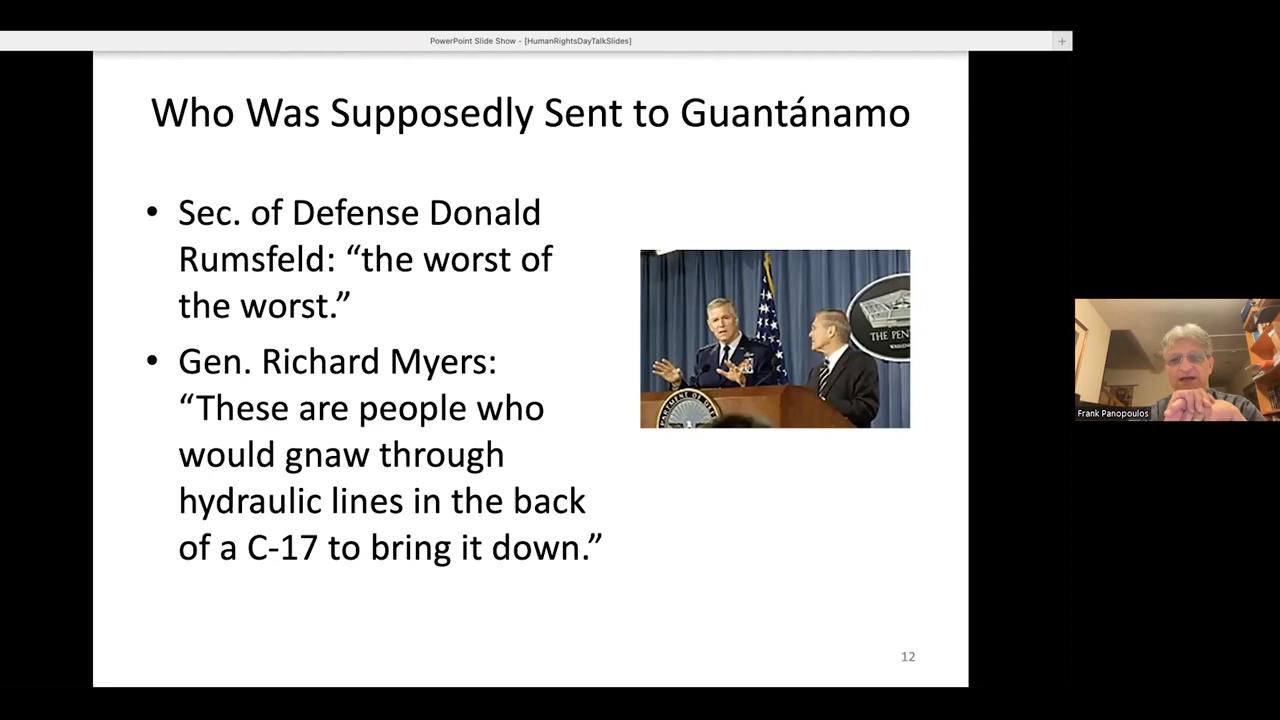 PowerPoint Slide Show - [HumanRightsDayTalkSlides]
Who Was Supposedly Sent to Guantánamo
• Sec. of Defense Donald
Rumsfeld: “the worst of
the worst.”
• Gen. Richard Myers:
“These are people who
would gnaw through
hydraulic lines in the back
of a C-17 to bring it down.”
THE PEN
12
Frank Panopoulos